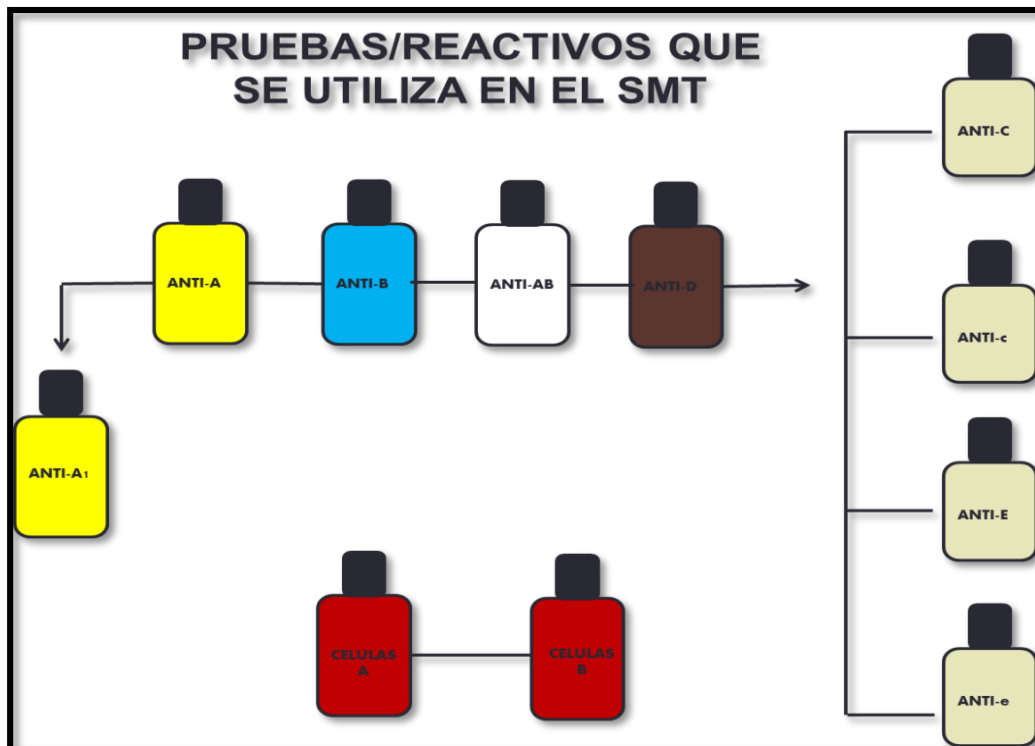 PRUEBAS/REACTIVOS QUE
SE UTILIZA EN EL SMT
ANTI-A
ANTI-B
ANTI-AB
ANTI-D
ANTI-A₁
CELULAS
A
CELULAS
B
ANTI-C
ANTI-c
ANTI-E
ANTI-e